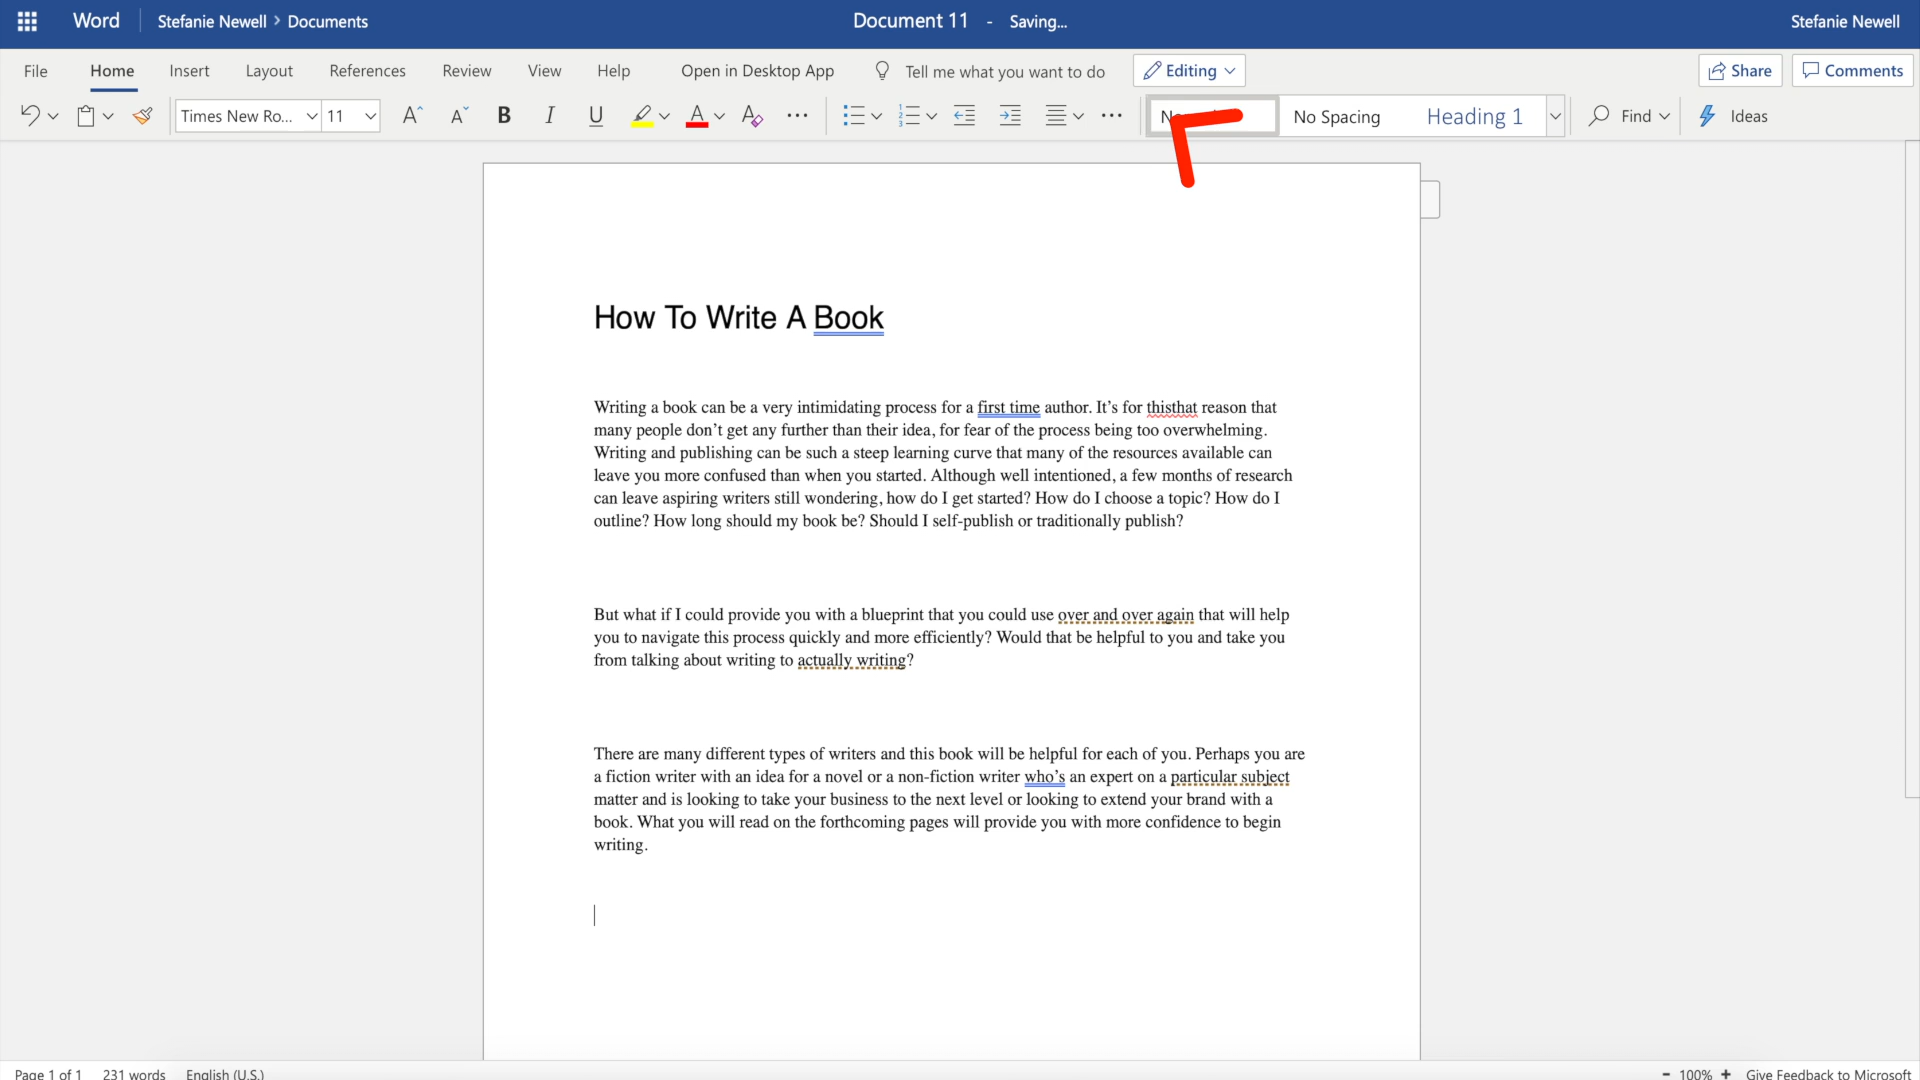 Word Stefanie Newell > Documents Document 11 - Saving... Stefanie Newell
File Home Insert Layout References Review View Help Open in Desktop App Tell me what you want to do Editing Share Comments
Times New Ro... 11 B I U No Spacing Heading 1 Find Ideas
How To Write A Book
Writing a book can be a very intimidating process for a first time author. It’s for thisthat reason that
many people don’t get any further than their idea, for fear of the process being too overwhelming.
Writing and publishing can be such a steep learning curve that many of the resources available can
leave you more confused than when you started. Although well intentioned, a few months of research
can leave aspiring writers still wondering, how do I get started? How do I choose a topic? How do I
outline? How long should my book be? Should I self-publish or traditionally publish?
But what if I could provide you with a blueprint that you could use over and over again that will help
you to navigate this process quickly and more efficiently? Would that be helpful to you and take you
from talking about writing to actually writing?
There are many different types of writers and this book will be helpful for each of you. Perhaps you are
a fiction writer with an idea for a novel or a non-fiction writer who’s an expert on a particular subject
matter and is looking to take your business to the next level or looking to extend your brand with a
book. What you will read on the forthcoming pages will provide you with more confidence to begin
writing.
Page 1 of 1 231 words English (U.S.) - 100% + Give Feedback to Microsoft